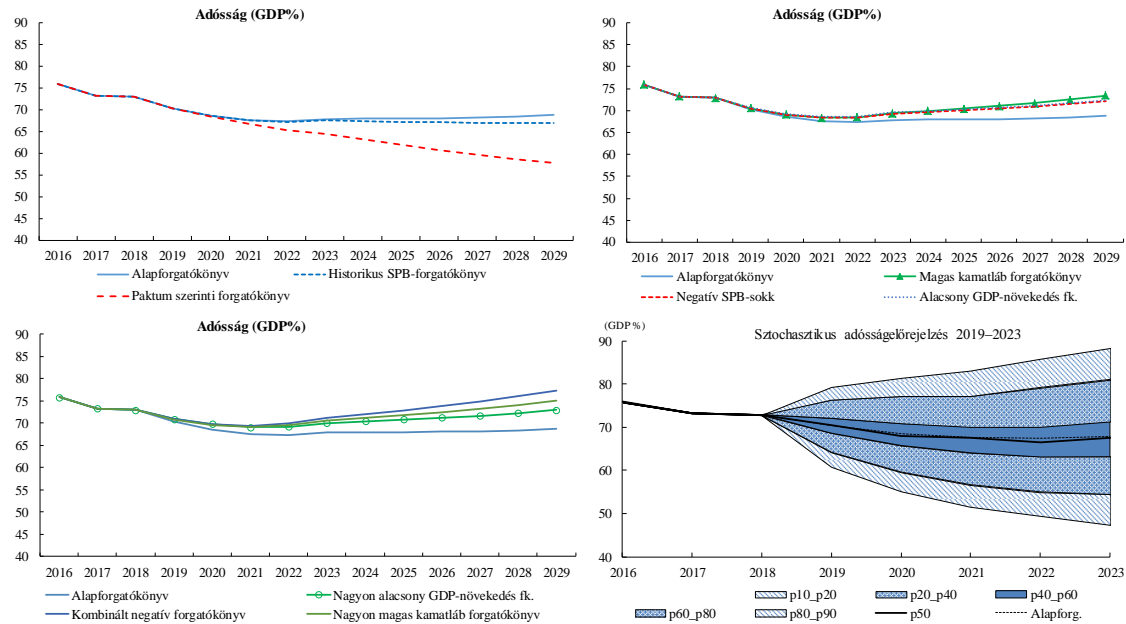 Adósság (GDP%)
90
85
80
75
70
65
60
55
50
45
40
2016 2017 2018 2019 2020 2021 2022 2023 2024 2025 2026 2027 2028 2029
Alapforgatókönyv
Historikus SPB-forgatókönyv
Paktum szerinti forgatókönyv
Adósság (GDP%)
90
85
80
75
70
65
60
55
50
45
40
2016 2017 2018 2019 2020 2021 2022 2023 2024 2025 2026 2027 2028 2029
Alapforgatókönyv
Magas kamatláb forgatókönyv
Negatív SPB-sokk
Alacsony GDP-növekedés fk.
Adósság (GDP%)
90
85
80
75
70
65
60
55
50
45
40
2016 2017 2018 2019 2020 2021 2022 2023 2024 2025 2026 2027 2028 2029
Alapforgatókönyv
Nagyon alacsony GDP-növekedés fk.
Kombinált negatív forgatókönyv
Nagyon magas kamatláb forgatókönyv
(GDP %)
Sztochasztikus adósságelőrejelzés 2019–2023
90
80
70
60
50
40
2016 2017 2018 2019 2020 2021 2022 2023
p10_p20
p20_p40
p40_p60
p60_p80
p80_p90
p50
Alapforg.